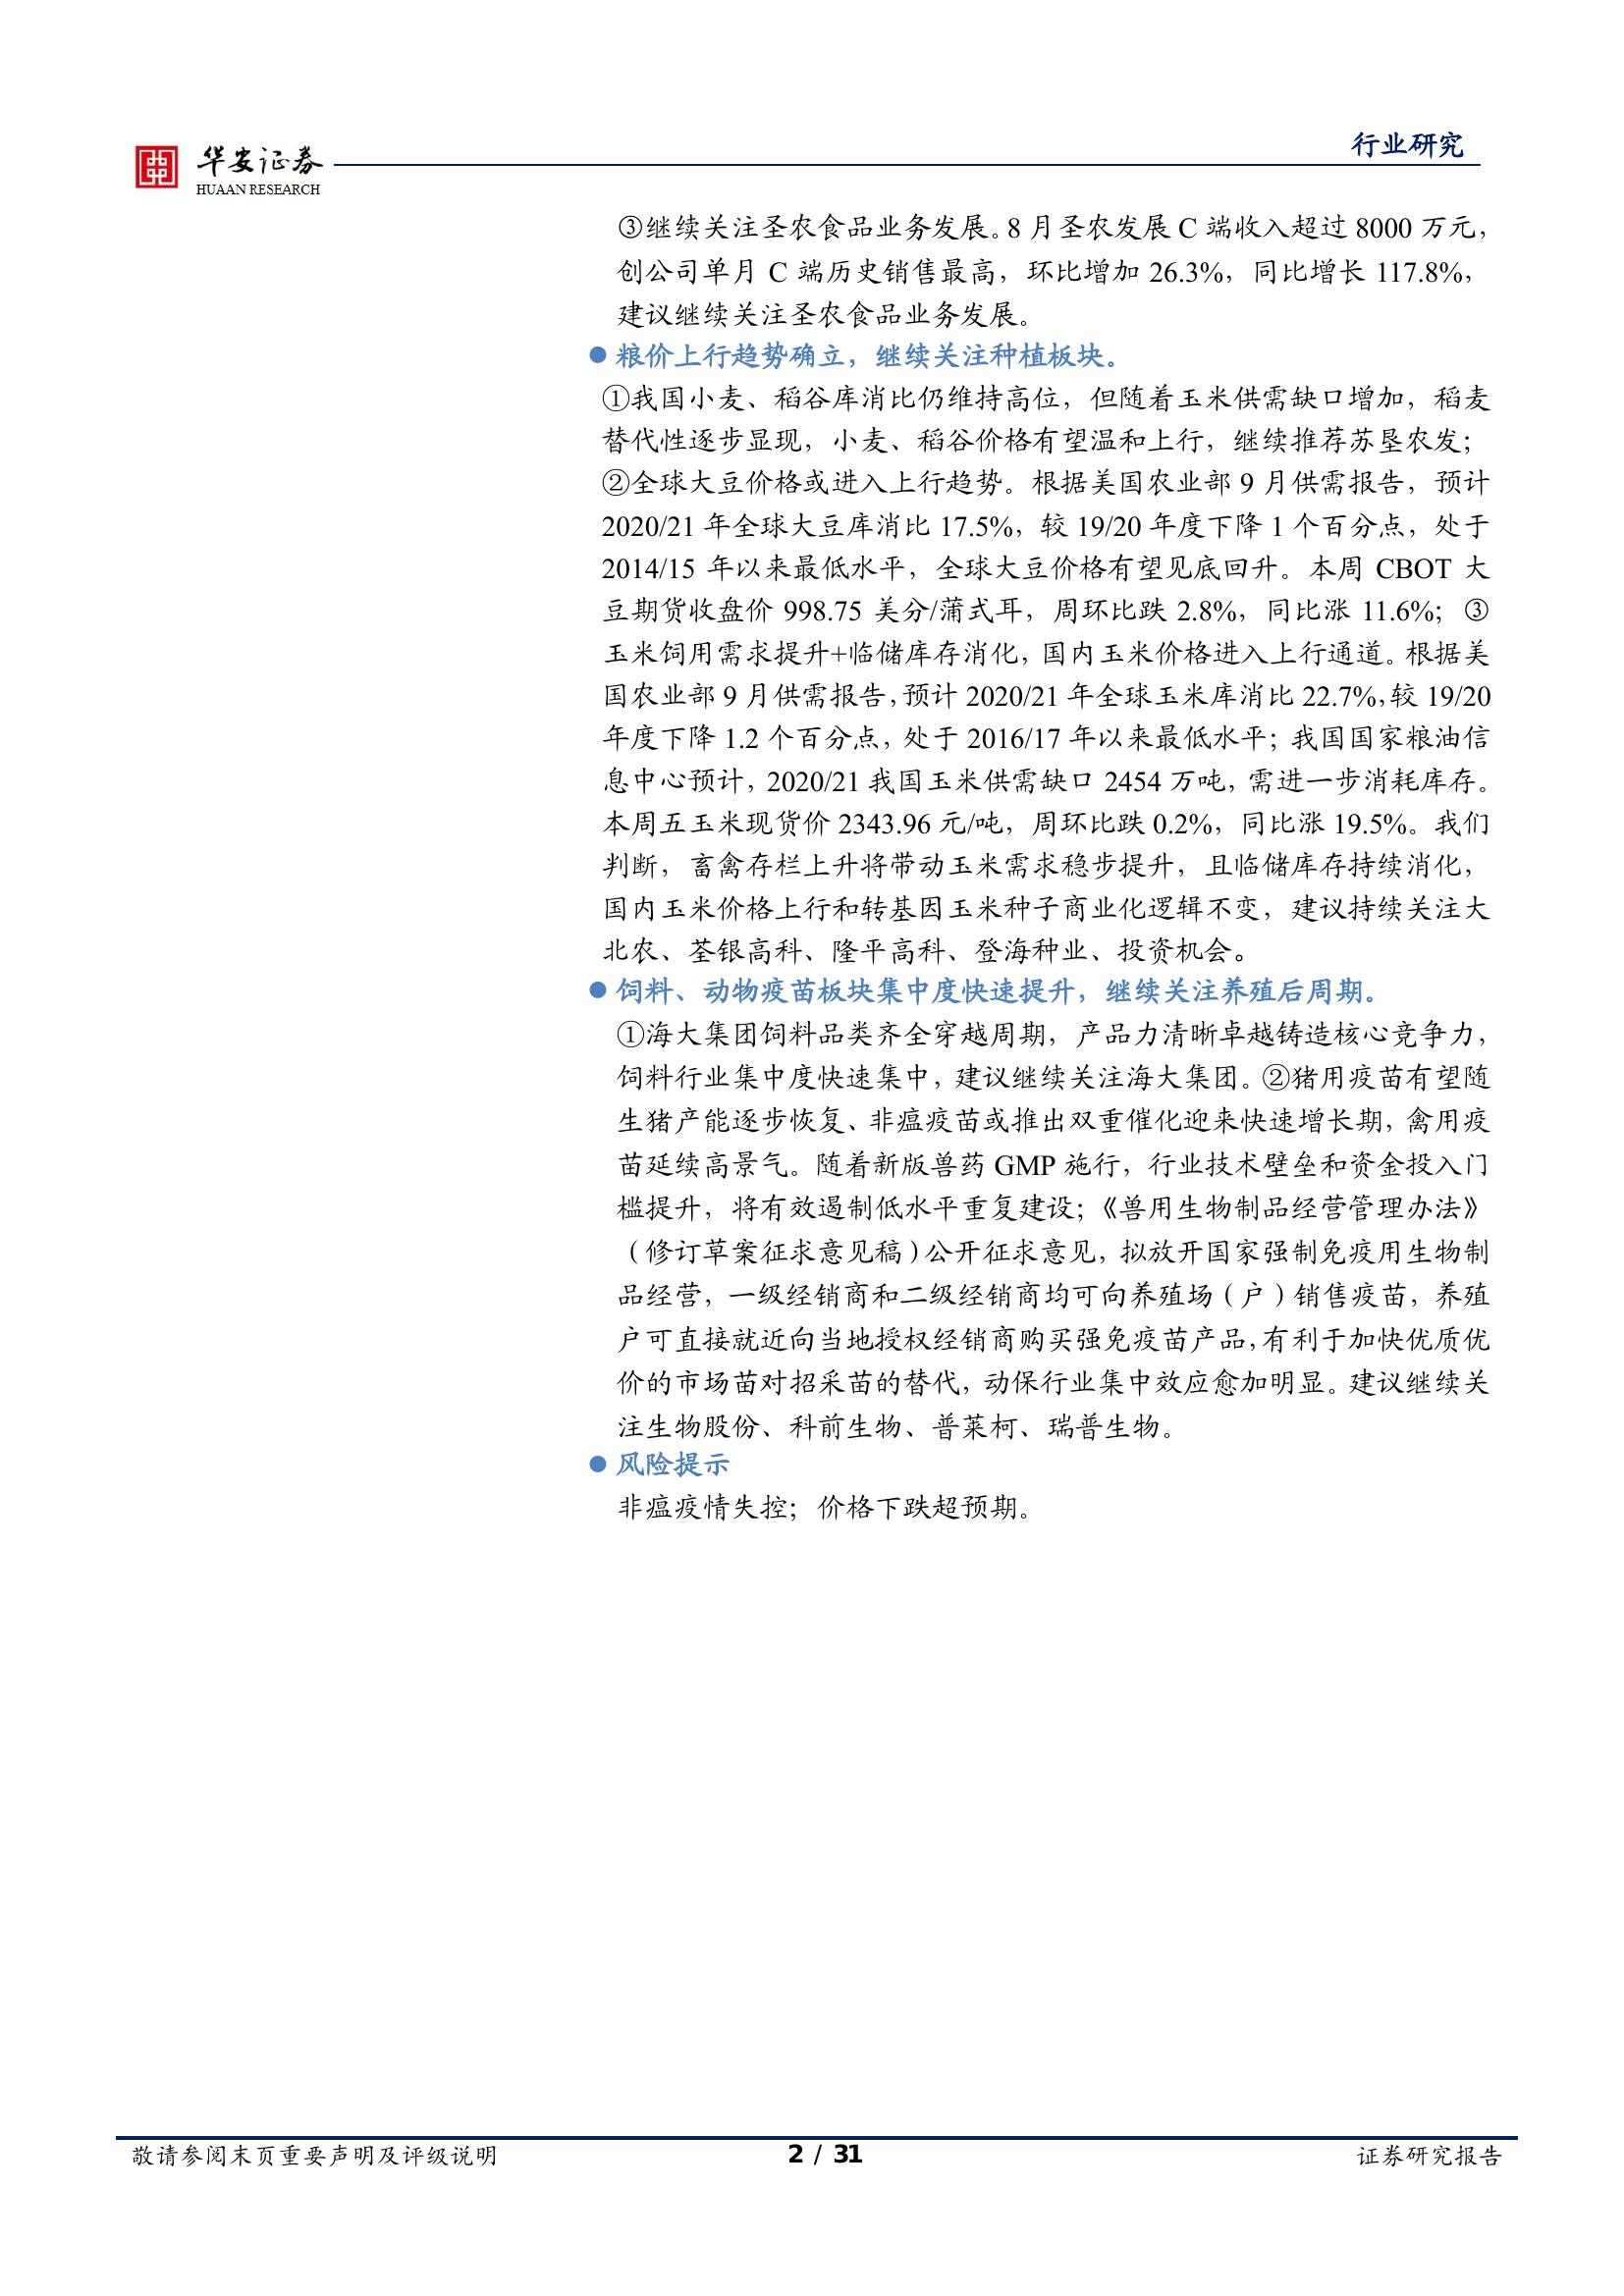 华安证券
HUAAN RESEARCH
行业研究
③继续关注圣农食品业务发展。8 月圣农发展 C 端收入超过 8000 万元，
创公司单月 C 端历史销售最高，环比增加 26.3%，同比增长 117.8%，
建议继续关注圣农食品业务发展。
● 粮价上行趋势确立，继续关注种植板块。
①我国小麦、稻谷库消比仍维持高位，但随着玉米供需缺口增加，稻麦
替代性逐步显现，小麦、稻谷价格有望温和上行，继续推荐苏垦农发；
②全球大豆价格或进入上行趋势。根据美国农业部 9 月供需报告，预计
2020/21 年全球大豆库消比 17.5%，较 19/20 年度下降 1 个百分点，处于
2014/15 年以来最低水平，全球大豆价格有望见底回升。本周 CBOT 大
豆期货收盘价 998.75 美分/蒲式耳，周环比跌 2.8%，同比涨 11.6%；③
玉米饲用需求提升+临储库存消化，国内玉米价格进入上行通道。根据美
国农业部 9 月供需报告，预计 2020/21 年全球玉米库消比 22.7%，较 19/20
年度下降 1.2 个百分点，处于 2016/17 年以来最低水平；我国国家粮油信
息中心预计，2020/21 我国玉米供需缺口 2454 万吨，需进一步消耗库存。
本周五玉米现货价 2343.96 元/吨，周环比跌 0.2%，同比涨 19.5%。我们
判断，畜禽存栏上升将带动玉米需求稳步提升，且临储库存持续消化，
国内玉米价格上行和转基因玉米种子商业化逻辑不变，建议持续关注大
北农、荃银高科、隆平高科、登海种业、投资机会。
● 饲料、动物疫苗板块集中度快速提升，继续关注养殖后周期。
①海大集团饲料品类齐全穿越周期，产品力清晰卓越铸造核心竞争力，
饲料行业集中度快速集中，建议继续关注海大集团。②猪用疫苗有望随
生猪产能逐步恢复、非瘟疫苗或推出双重催化迎来快速增长期，禽用疫
苗延续高景气。随着新版兽药 GMP 施行，行业技术壁垒和资金投入门
槛提升，将有效遏制低水平重复建设；《兽用生物制品经营管理办法》
（修订草案征求意见稿）公开征求意见，拟放开国家强制免疫用生物制
品经营，一级经销商和二级经销商均可向养殖场（户）销售疫苗，养殖
户可直接就近向当地授权经销商购买强免疫苗产品，有利于加快优质优
价的市场苗对招采苗的替代，动保行业集中效应愈加明显。建议继续关
注生物股份、科前生物、普莱柯、瑞普生物。
● 风险提示
非瘟疫情失控；价格下跌超预期。
敬请参阅末页重要声明及评级说明
2 / 31
证券研究报告